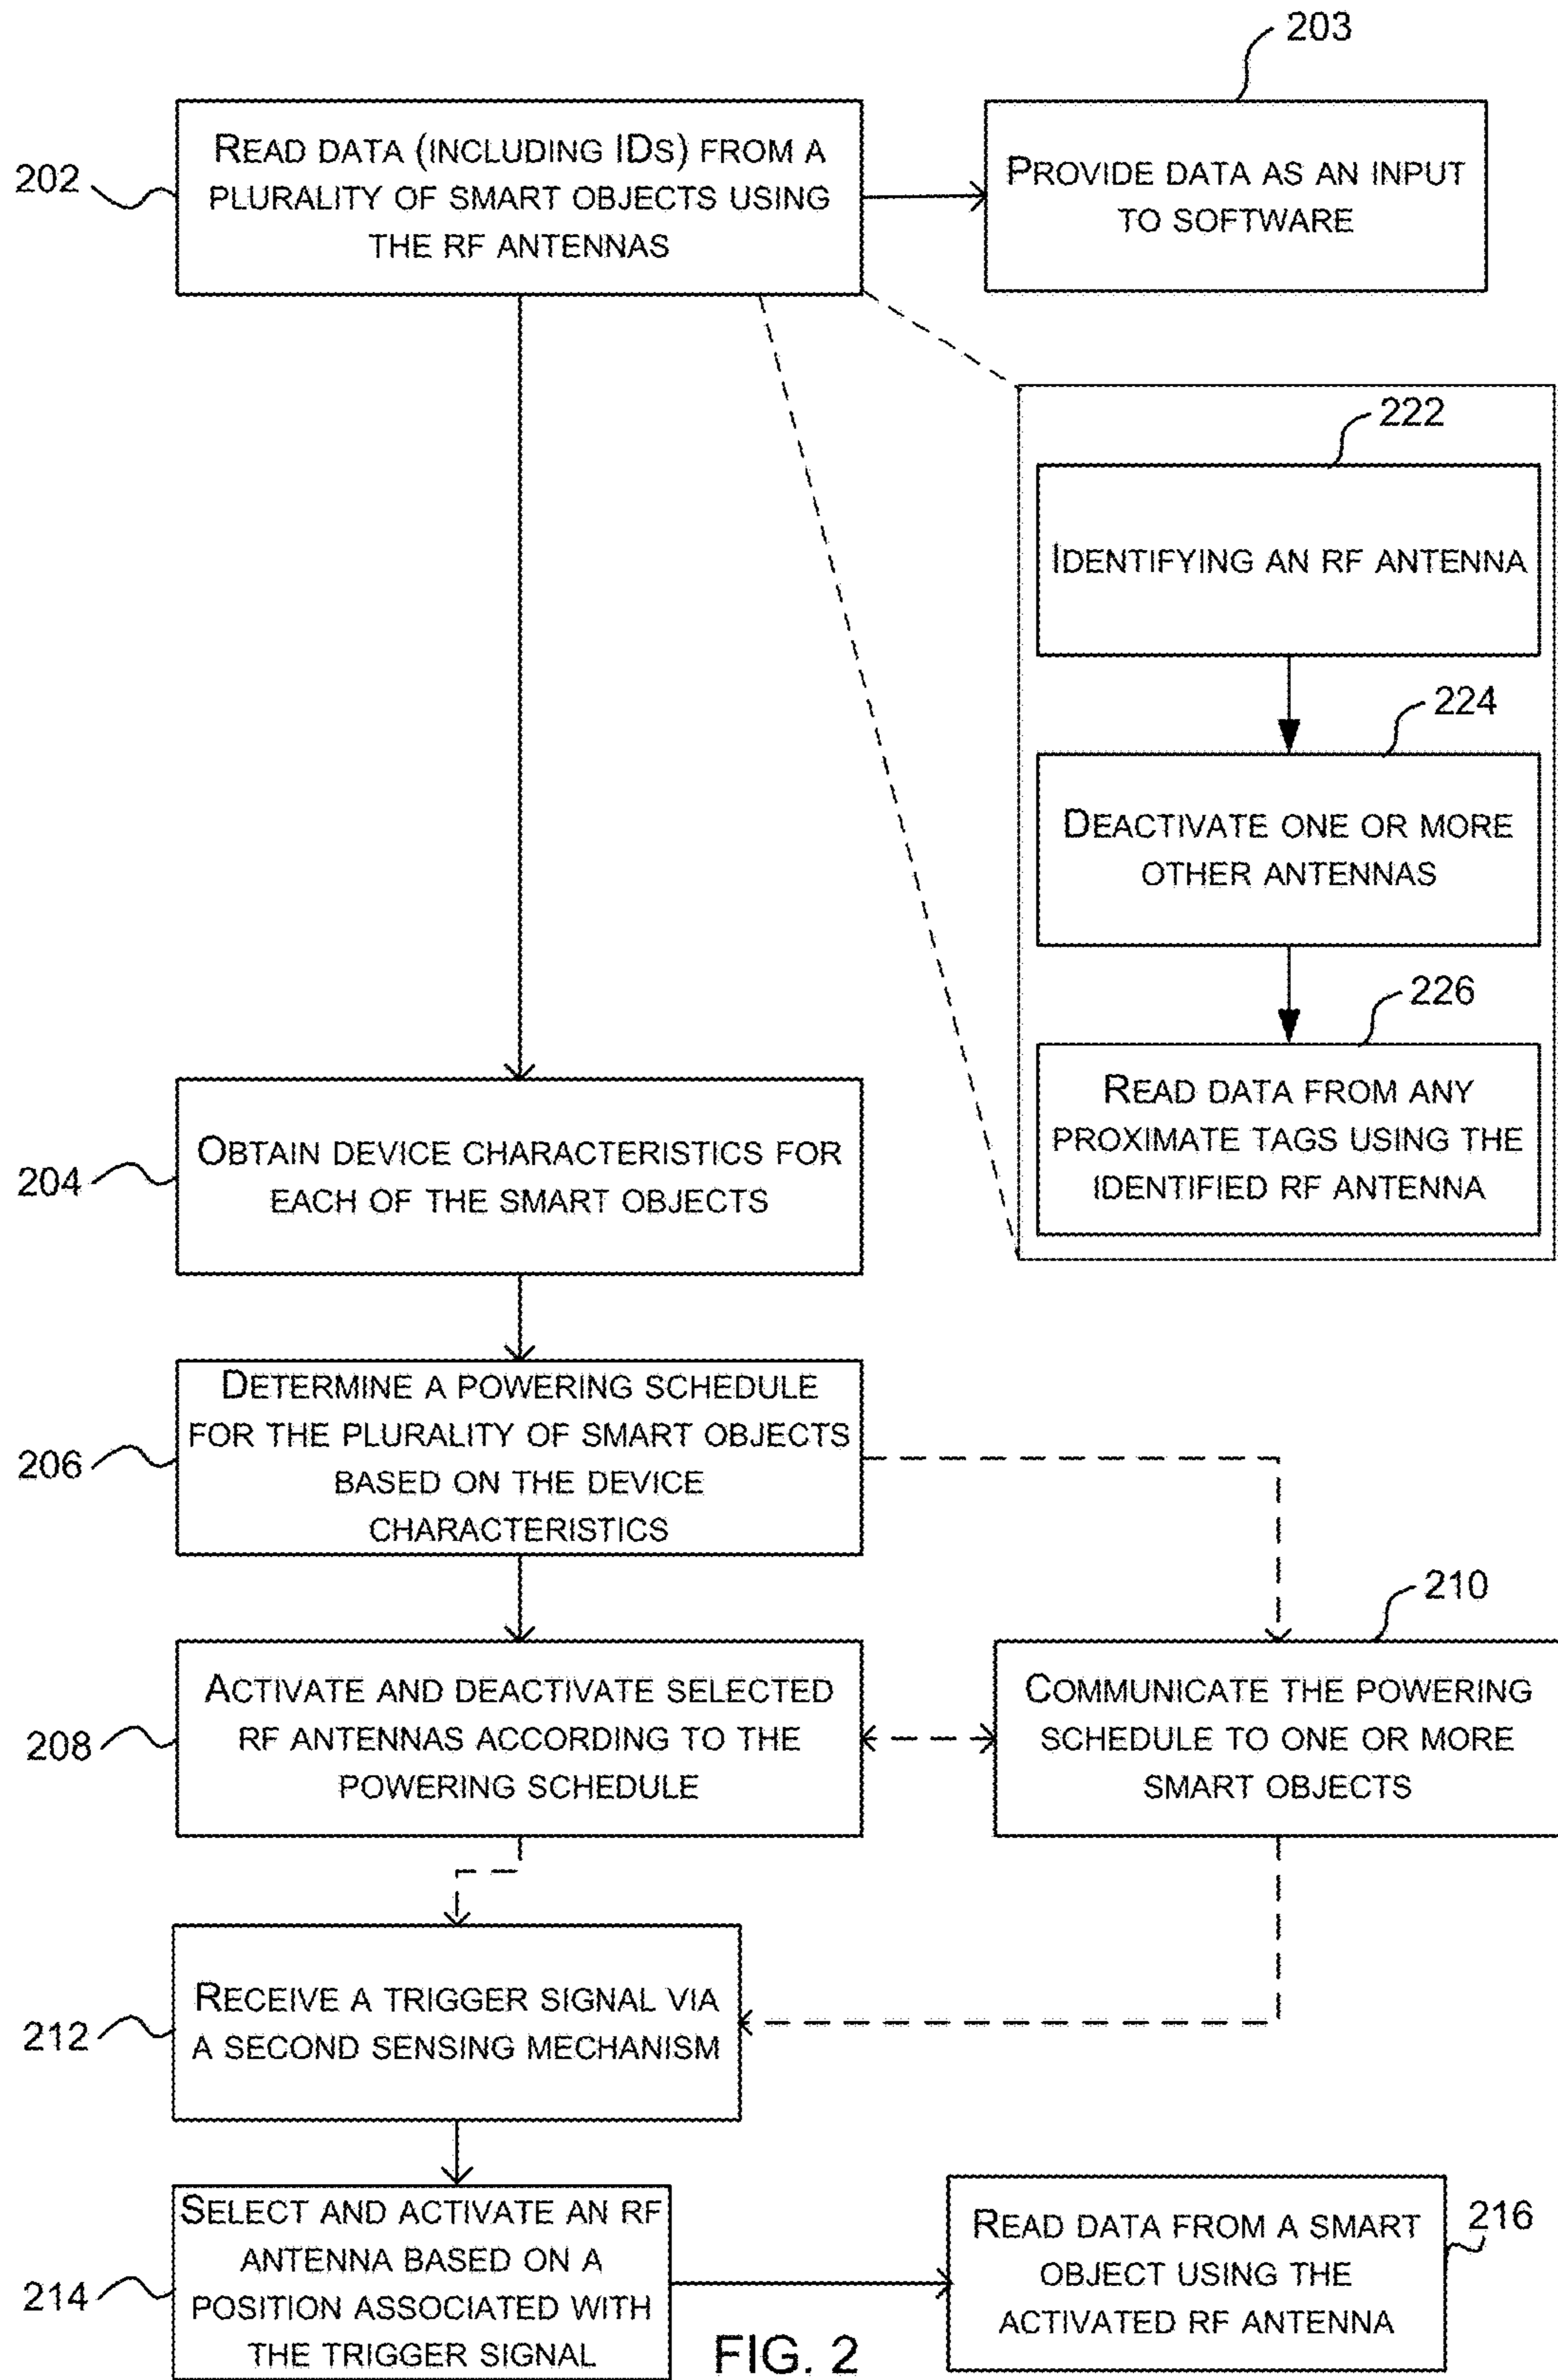 203
202
READ DATA (INCLUDING IDS) FROM A
PLURALITY OF SMART OBJECTS USING
THE RF ANTENNAS
PROVIDE DATA AS AN INPUT
TO SOFTWARE
222
IDENTIFYING AN RF ANTENNA
224
DEACTIVATE ONE OR MORE
OTHER ANTENNAS
226
READ DATA FROM ANY
PROXIMATE TAGS USING THE
IDENTIFIED RF ANTENNA
204
OBTAIN DEVICE CHARACTERISTICS FOR
EACH OF THE SMART OBJECTS
206
DETERMINE A POWERING SCHEDULE
FOR THE PLURALITY OF SMART OBJECTS
BASED ON THE DEVICE
CHARACTERISTICS
208
ACTIVATE AND DEACTIVATE SELECTED
RF ANTENNAS ACCORDING TO THE
POWERING SCHEDULE
210
COMMUNICATE THE POWERING
SCHEDULE TO ONE OR MORE
SMART OBJECTS
212
RECEIVE A TRIGGER SIGNAL VIA
A SECOND SENSING MECHANISM
214
SELECT AND ACTIVATE AN RF
ANTENNA BASED ON A
POSITION ASSOCIATED WITH
THE TRIGGER SIGNAL
216
READ DATA FROM A SMART
OBJECT USING THE
ACTIVATED RF ANTENNA
FIG. 2